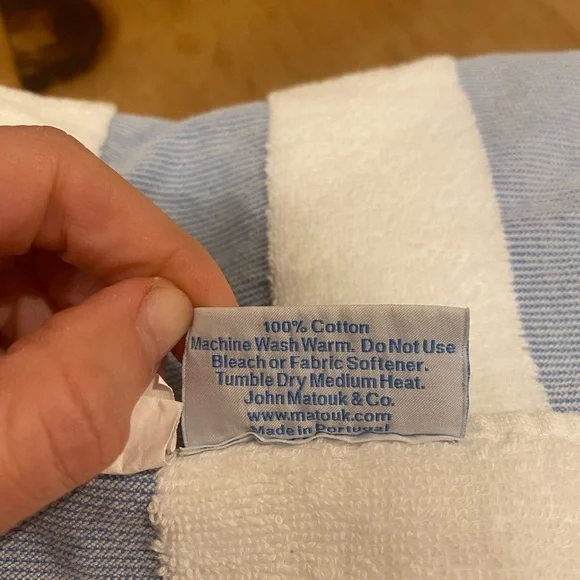 100% Cotton
Machine Wash Warm. Do Not Use
Bleach or Fabric Softener.
Tumble Dry Medium Heat.
John Matouk & Co.
www.matouk.com
Made in Portugal